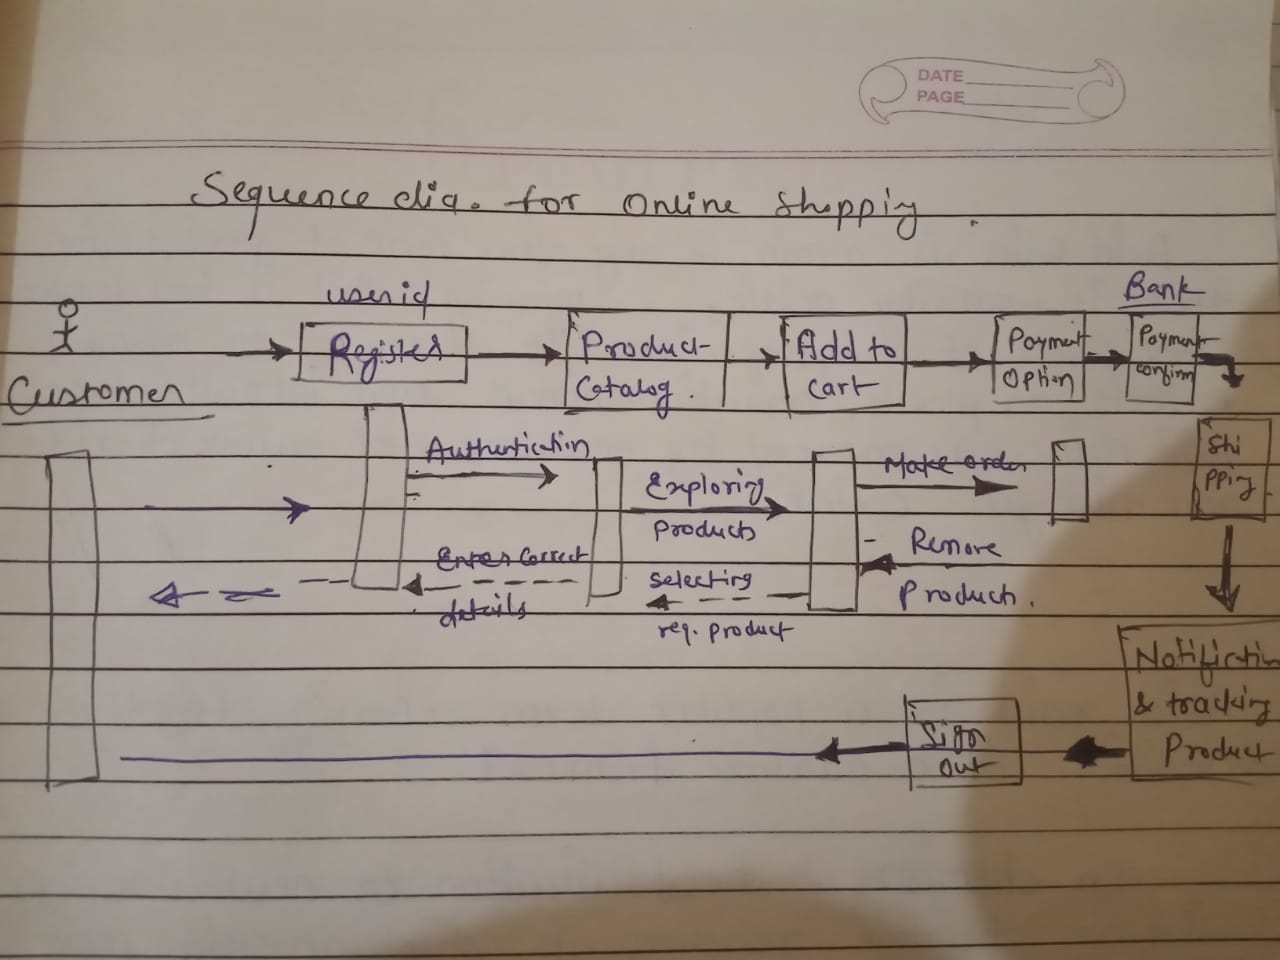 DATE
PAGE
Sequence dia. for Online Shopping.
userid
Bank
Register
Product
Catalog.
Add to
cart
Payment
Option
Payment
confirm
Customer
Authentication
Exploring
products
Make order
Shi
pping
Enter correct
details
selecting
req. product
Remove
Product.
Notification
& tracking
Product
Sign
out